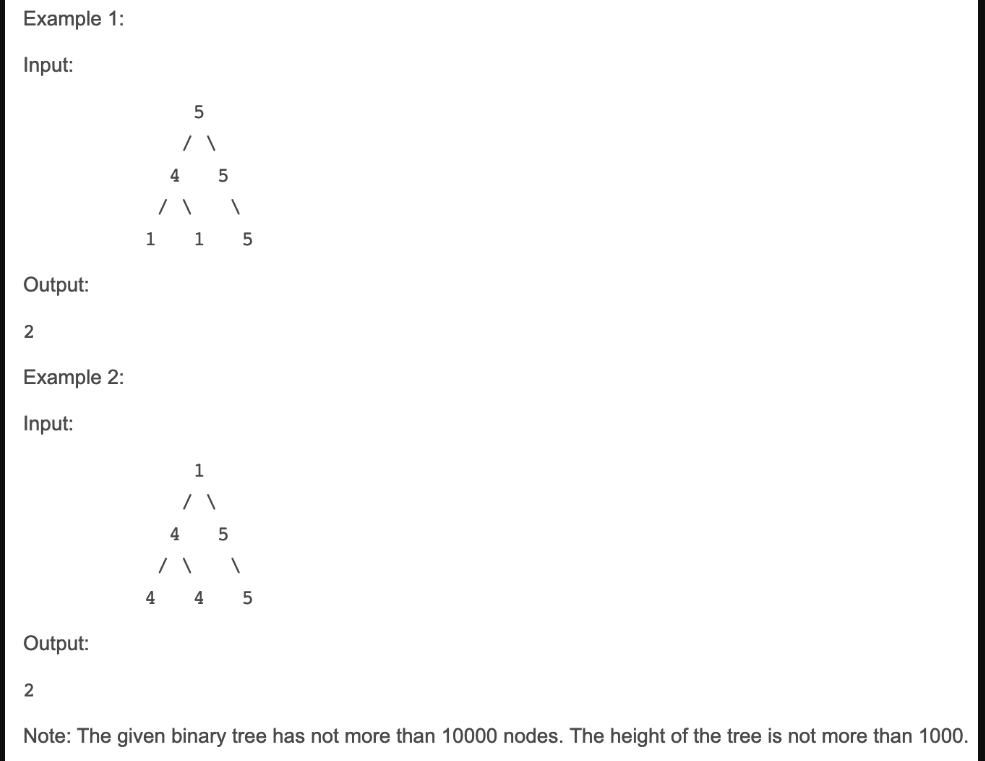 Example 1:
Input:
5
/ \
4 5
/ \ \
1 1 5
Output:
2
Example 2:
Input:
1
/ \
4 5
/ \ \
4 4 5
Output:
2
Note: The given binary tree has not more than 10000 nodes. The height of the tree is not more than 1000.